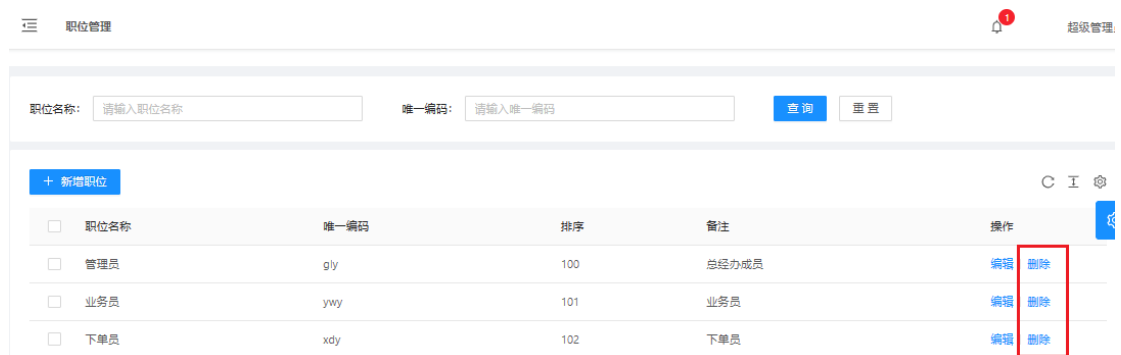 职位管理
1
超级管理
职位名称: 请输入职位名称 唯一编码: 请输入唯一编码 查询 重置
+ 新增职位
职位名称 唯一编码 排序 备注 操作
管理员 gly 100 总经办成员 编辑 删除
业务员 ywy 101 业务员 编辑 删除
下单员 xdy 102 下单员 编辑 删除